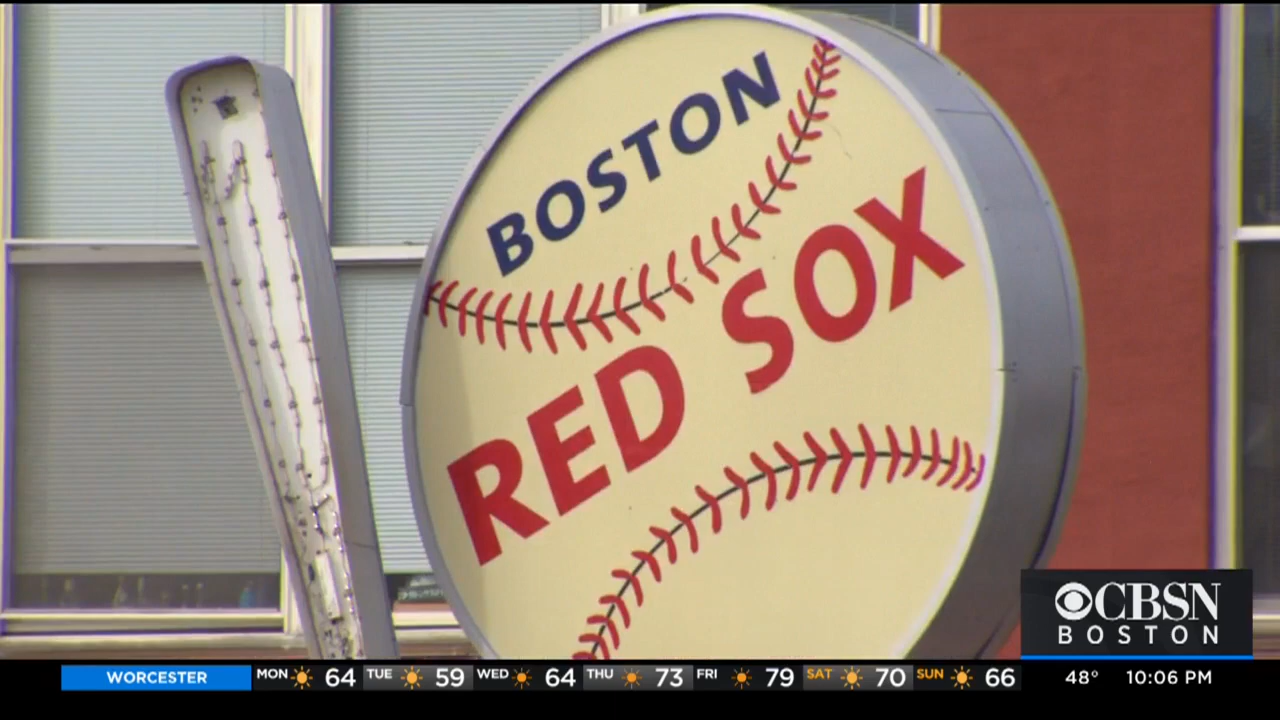 BOSTON
RED SOX
CBSN
BOSTON
WORCESTER MON 64 TUE 59 WED 64 THU 73 FRI 79 SAT 70 SUN 66 48° 10:06 PM